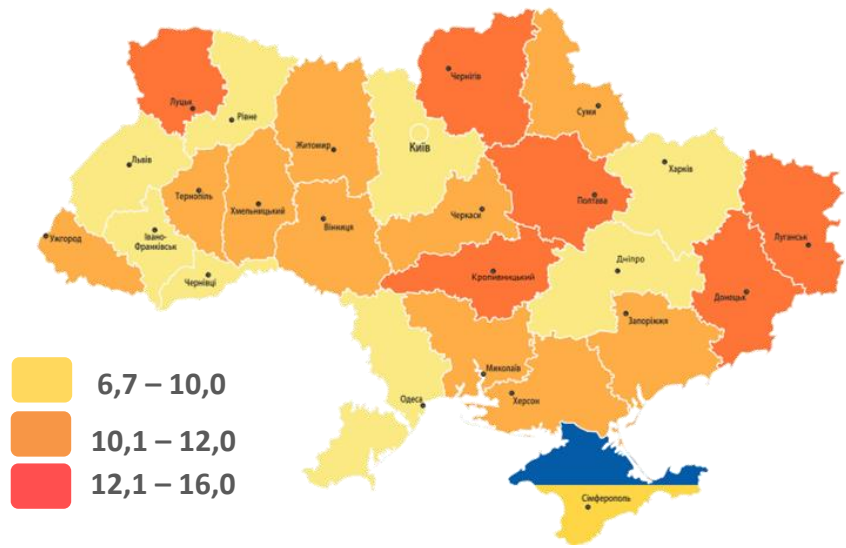 Чернігів
Луцьк
Суми
Рівне
Житомир
Київ
Львів
Харків
Тернопіль
Хмельницький
Полтава
Черкаси
Вінниця
Івано-
Франківськ
Ужгород
Луганськ
Дніпро
Чернівці
Кропивницький
Донецьк
Запоріжжя
Миколаїв
Херсон
Одеса
6,7 – 10,0
10,1 – 12,0
12,1 – 16,0
Сімферополь